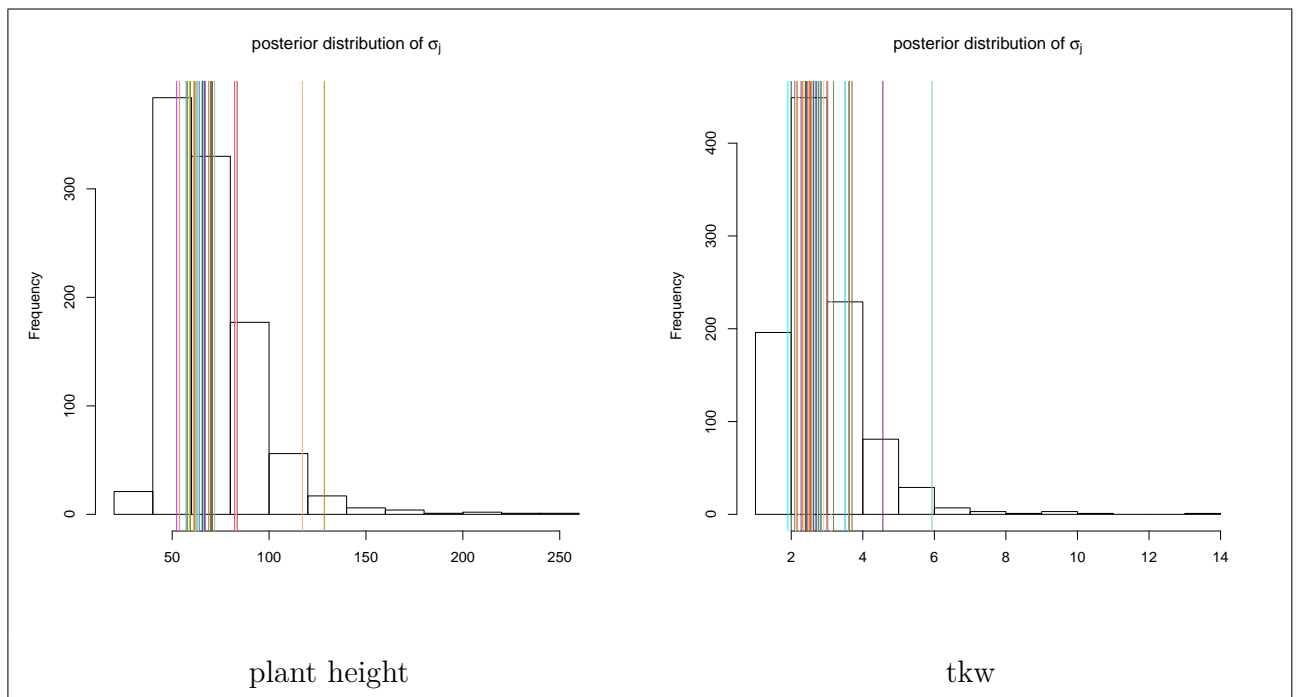 posterior distribution of σj
Frequency
0 100 200 300
50 100 150 200 250
plant height
posterior distribution of σj
Frequency
0 100 200 300 400
2 4 6 8 10 12 14
tkw